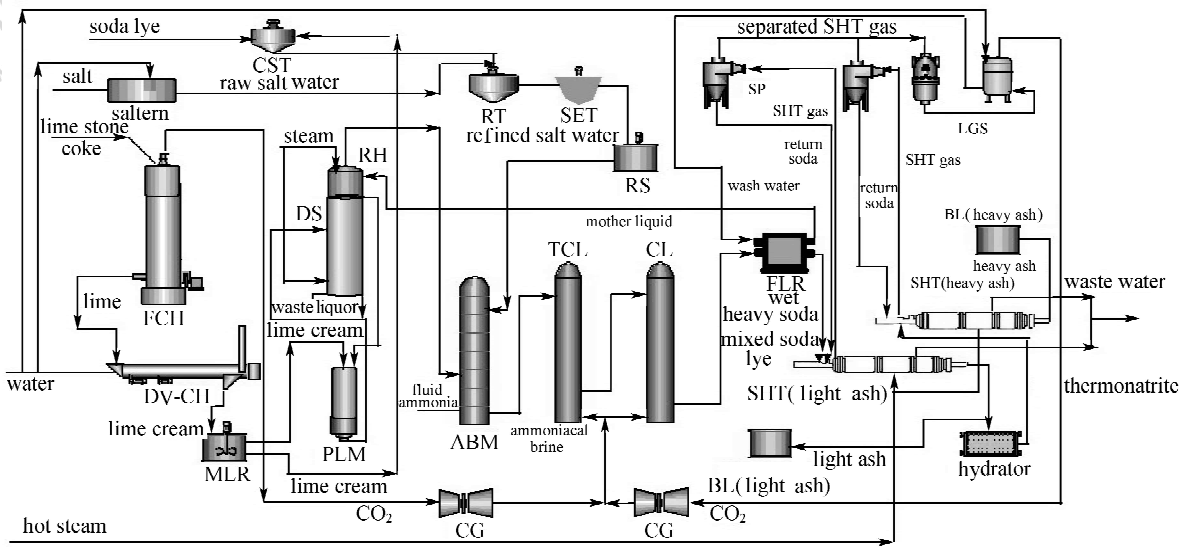 soda lye
CST
salt
saltern
raw salt water
RT
SET
refined salt water
RS
separated SHT gas
SP
SHT gas
LGS
return
soda
SHT gas
return
soda
lime stone
coke
steam
RH
DS
wash water
mother liquid
BL(heavy ash)
heavy ash
TCL
CL
FLR
SHT(heavy ash)
waste water
lime
FCH
waste liquor
lime cream
wet
heavy soda
mixed soda
lye
water
DV-CH
fluid
ammonia
SHT(light ash)
thermonatrite
lime cream
MLR
PLM
ABM
ammoniacal
brine
light ash
hydrator
lime cream
BL(light ash)
CO₂
CG
CG
CO₂
hot steam